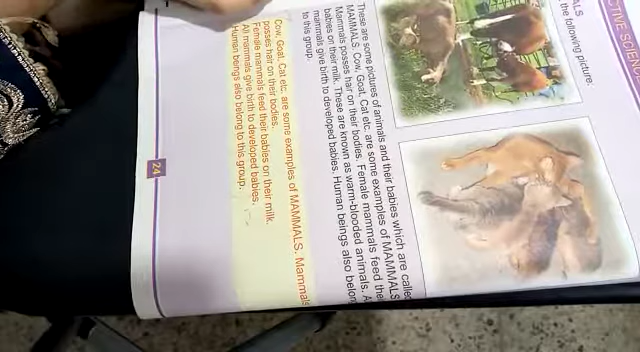 CTIVE SCIEN
ALS
the following picture.
These are some pictures of animals and their babies which are called
MAMMALS. Cow, Goat, Cat etc. are some examples of MAMMALS
Mammals posses hair on their bodies. Female mammals feed the
babies on their milk. These are known as warm-blooded animals. A
mammals give birth to developed babies. Human beings also belon
to this group.
Cow, Goat, Cat etc. are some examples of MAMMALS. Mammals
posses hair on their bodies.
Female mammals feed their babies on their milk.
All mammals give birth to developed babies.
Human beings also belong to this group.
24